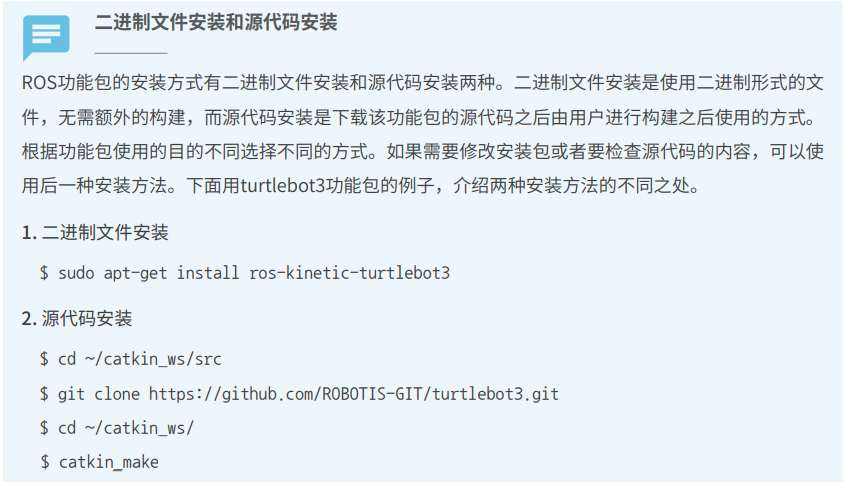 二进制文件安装和源代码安装
ROS功能包的安装方式有二进制文件安装和源代码安装两种。二进制文件安装是使用二进制形式的文
件，无需额外的构建，而源代码安装是下载该功能包的源代码之后由用户进行构建之后使用的方式。
根据功能包使用的目的不同选择不同的方式。如果需要修改安装包或者要检查源代码的内容，可以使
用后一种安装方法。下面用turtlebot3功能包的例子，介绍两种安装方法的不同之处。
1. 二进制文件安装
$ sudo apt-get install ros-kinetic-turtlebot3
2. 源代码安装
$ cd ~/catkin_ws/src
$ git clone https://github.com/ROBOTIS-GIT/turtlebot3.git
$ cd ~/catkin_ws/
$ catkin_make